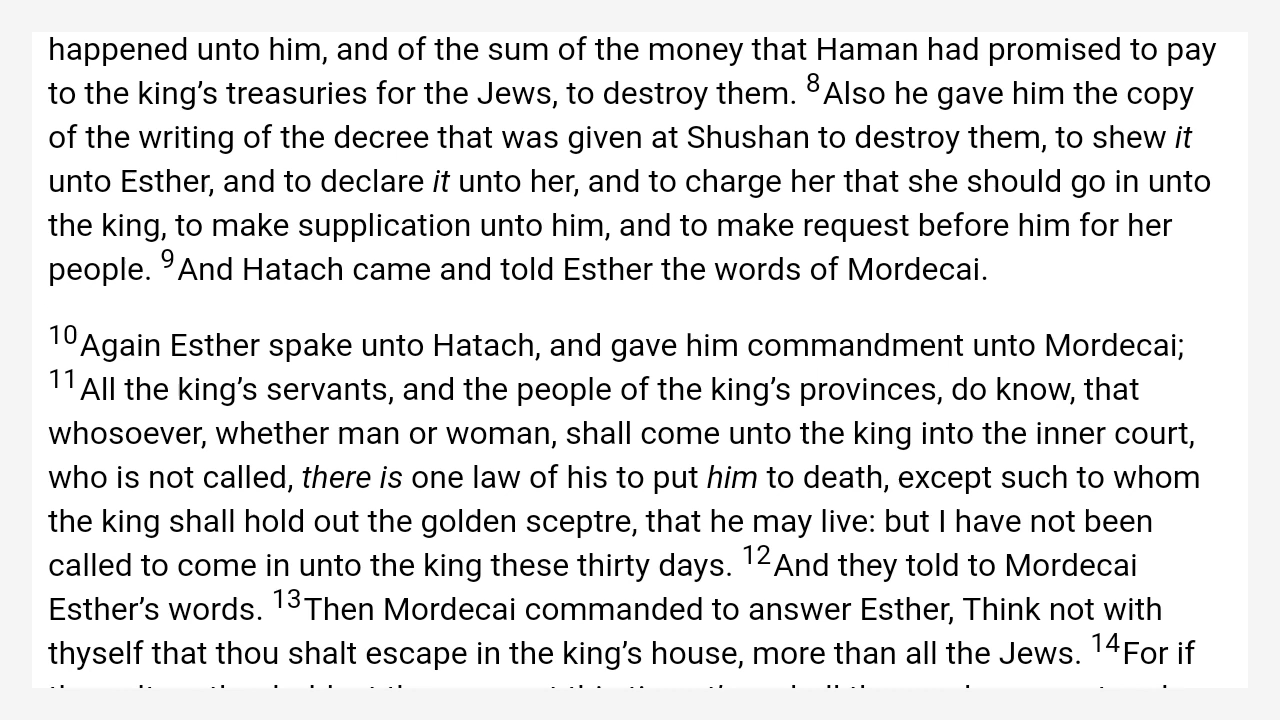 happened unto him, and of the sum of the money that Haman had promised to pay
to the king’s treasuries for the Jews, to destroy them. 8Also he gave him the copy
of the writing of the decree that was given at Shushan to destroy them, to shew it
unto Esther, and to declare it unto her, and to charge her that she should go in unto
the king, to make supplication unto him, and to make request before him for her
people. 9And Hatach came and told Esther the words of Mordecai.
10Again Esther spake unto Hatach, and gave him commandment unto Mordecai;
11All the king’s servants, and the people of the king’s provinces, do know, that
whosoever, whether man or woman, shall come unto the king into the inner court,
who is not called, there is one law of his to put him to death, except such to whom
the king shall hold out the golden sceptre, that he may live: but I have not been
called to come in unto the king these thirty days. 12And they told to Mordecai
Esther’s words. 13Then Mordecai commanded to answer Esther, Think not with
thyself that thou shalt escape in the king’s house, more than all the Jews. 14For if